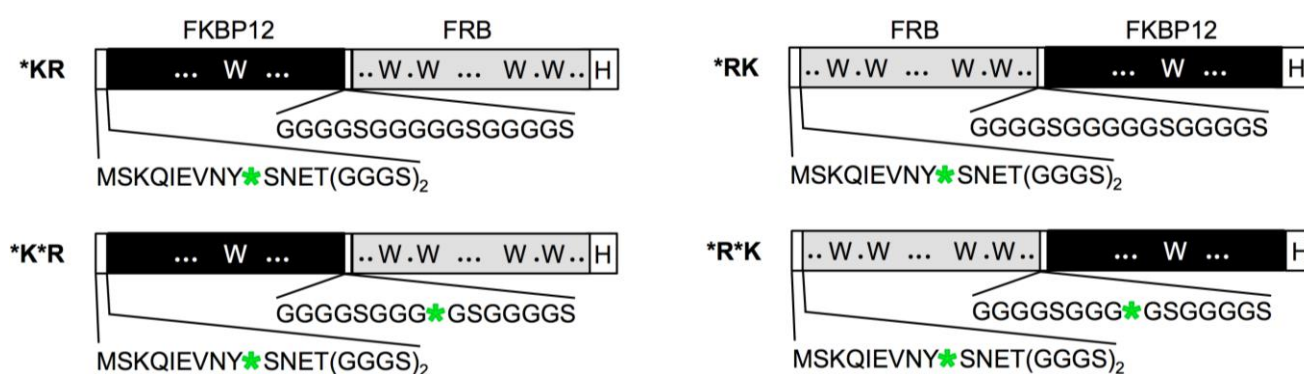 FKBP12 FRB FRB FKBP12
*KR ... W ... ..W.W ... W.W.. H *RK ..W.W ... W.W.. ... W ... H
GGGGSGGGGGSGGGGS GGGGSGGGGGSGGGGS
MSKQIEVNY*SNET(GGGS)₂ MSKQIEVNY*SNET(GGGS)₂
*K*R ... W ... ..W.W ... W.W.. H *R*K ..W.W ... W.W.. ... W ... H
GGGGSGGG*GSGGGGS GGGGSGGG*GSGGGGS
MSKQIEVNY*SNET(GGGS)₂ MSKQIEVNY*SNET(GGGS)₂